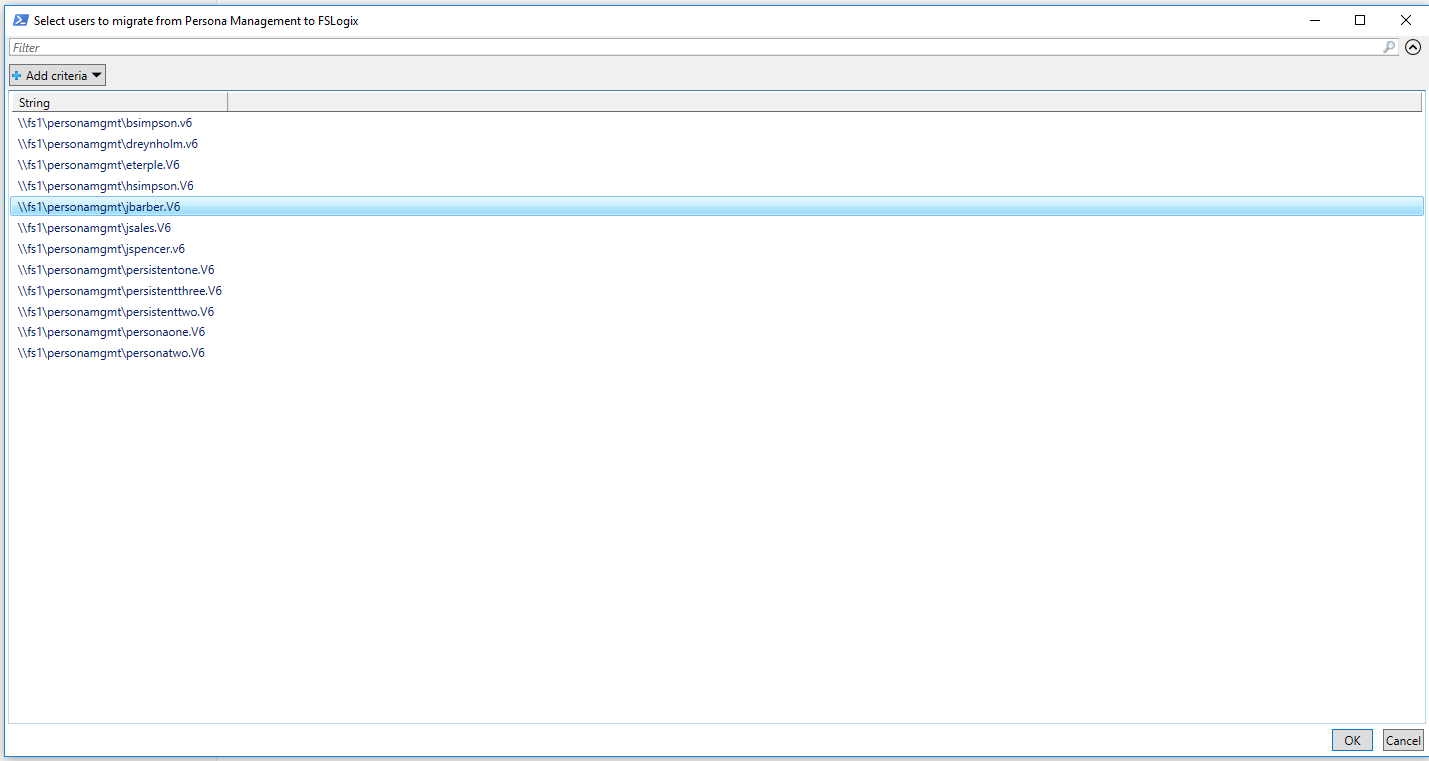 Select users to migrate from Persona Management to FSLogix
Filter
Add criteria
String
\\fs1\personamgmt\bsimpson.v6
\\fs1\personamgmt\dreynholm.v6
\\fs1\personamgmt\eterple.V6
\\fs1\personamgmt\hsimpson.V6
\\fs1\personamgmt\jbarber.V6
\\fs1\personamgmt\jsales.V6
\\fs1\personamgmt\jspencer.v6
\\fs1\personamgmt\persistentone.V6
\\fs1\personamgmt\persistentthree.V6
\\fs1\personamgmt\persistenttwo.V6
\\fs1\personamgmt\personaone.V6
\\fs1\personamgmt\personatwo.V6
OK Cancel